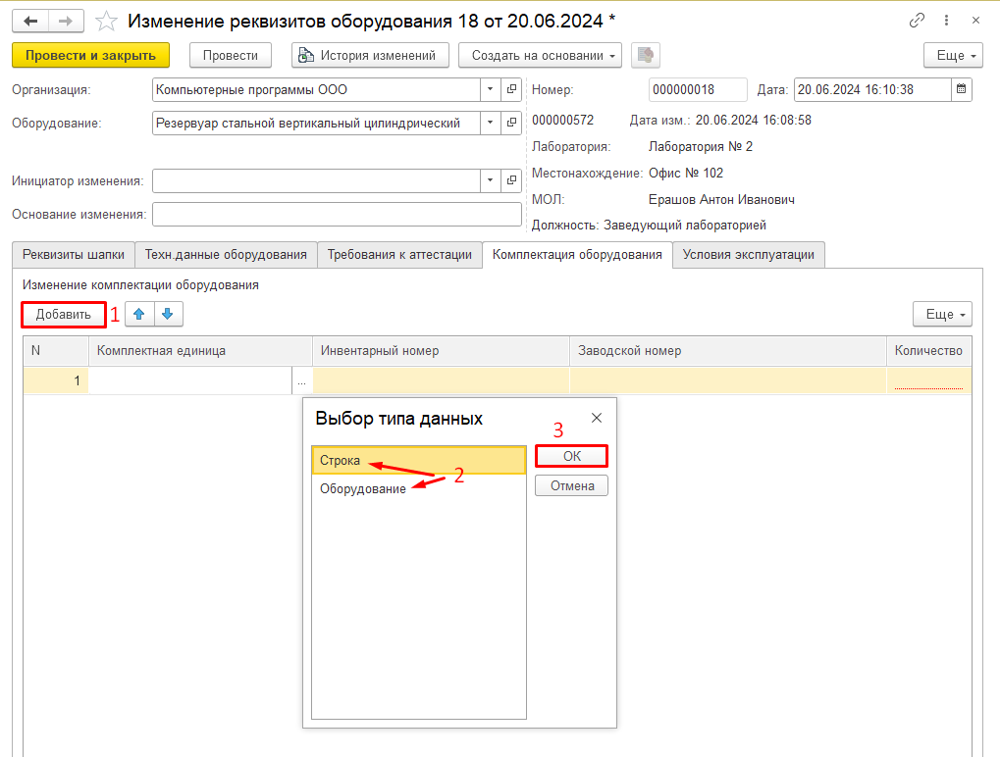 Изменение реквизитов оборудования 18 от 20.06.2024 *
Провести и закрыть Провести История изменений Создать на основании Еще
Организация: Компьютерные программы ООО Номер: 000000018 Дата: 20.06.2024 16:10:38
Оборудование: Резервуар стальной вертикальный цилиндрический 000000572 Дата изм.: 20.06.2024 16:08:58
Лаборатория: Лаборатория № 2
Инициатор изменения: Местонахождение: Офис № 102
Основание изменения: МОЛ: Ерашов Антон Иванович
Должность: Заведующий лабораторией
Реквизиты шапки Техн.данные оборудования Требования к аттестации Комплектация оборудования Условия эксплуатации
Изменение комплектации оборудования
Добавить 1 Еще
N Комплектная единица Инвентарный номер Заводской номер Количество
1 ...
Выбор типа данных
3
Строка ОК
2
Оборудование Отмена